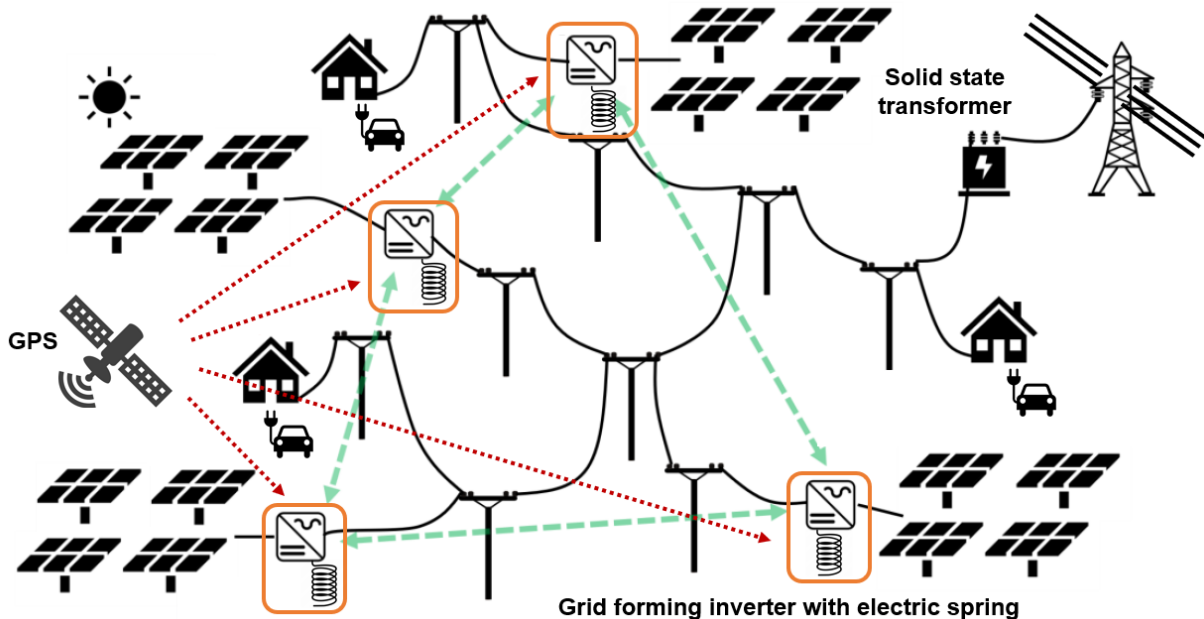 Solid state
transformer
GPS
Grid forming inverter with electric spring